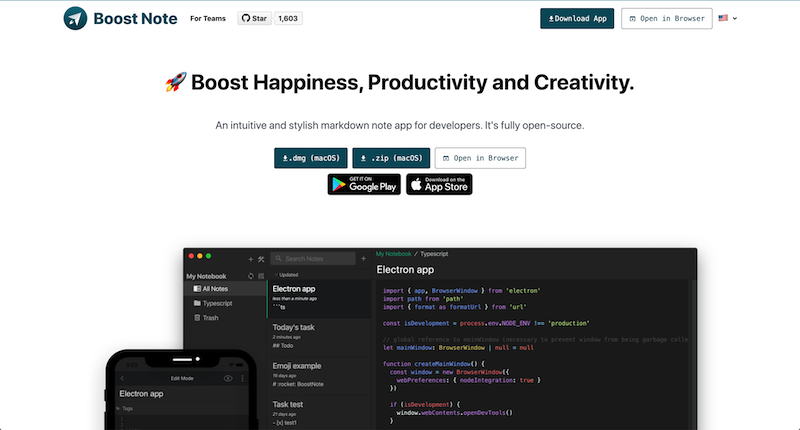 Boost Note For Teams Star 1,603 Download App Open in Browser
🚀 Boost Happiness, Productivity and Creativity.
An intuitive and stylish markdown note app for developers. It's fully open-source.
.dmg (macOS) .zip (macOS) Open in Browser
GET IT ON Google Play Download on the App Store
My Notebook / Typescript
Search Notes
Updated
Electron app
My Notebook
All Notes
Typescript
Trash
Electron app
less than a minute ago
```ts
Today's task
2 minutes ago
## Todo
Emoji example
16 days ago
# :rocket: BoostNote
Task test
21 days ago
- [x] test1
import { app, BrowserWindow } from 'electron'
import path from 'path'
import { format as formatUrl } from 'url'
const isDevelopment = process.env.NODE_ENV !== 'production'
// global reference to mainWindow (necessary to prevent window from being garbage colle
let mainWindow: BrowserWindow | null = null
function createMainWindow() {
const window = new BrowserWindow({
webPreferences: { nodeIntegration: true }
})
if (isDevelopment) {
window.webContents.openDevTools()
}
Edit Mode
Electron app
Tags